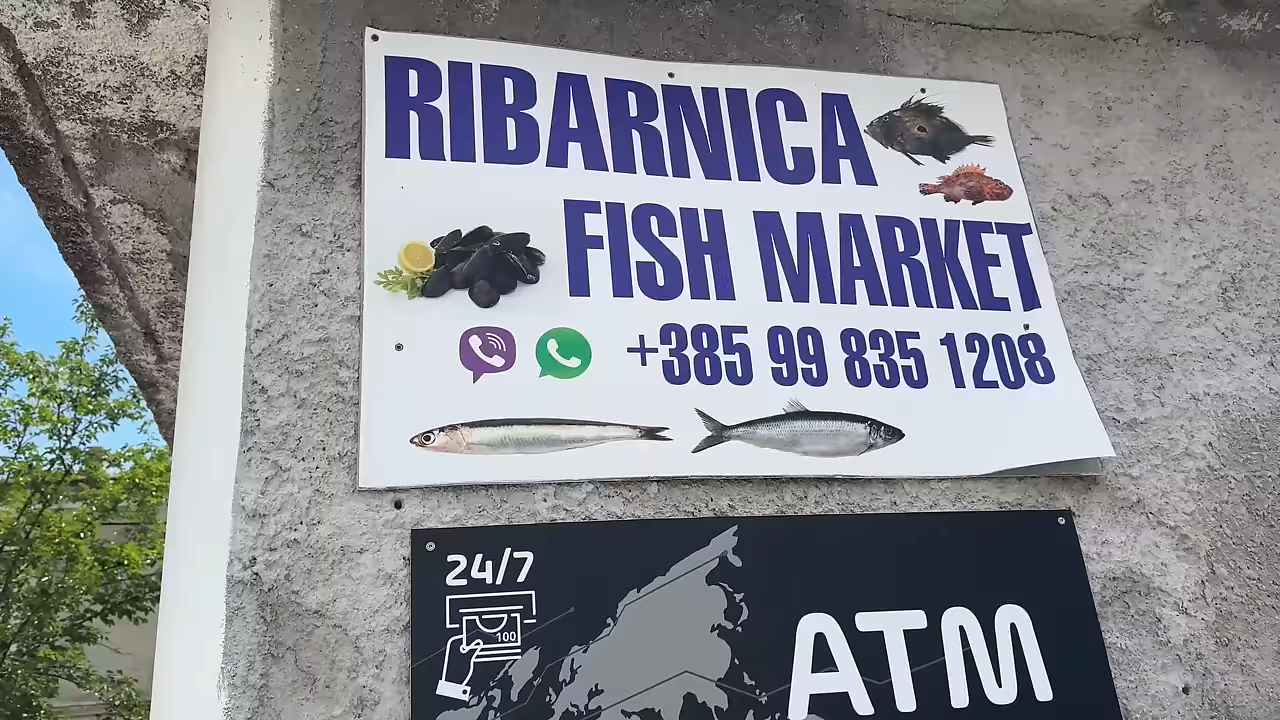 RIBARNICA
FISH MARKET
+385 99 835 1208
24/7
100
ATM